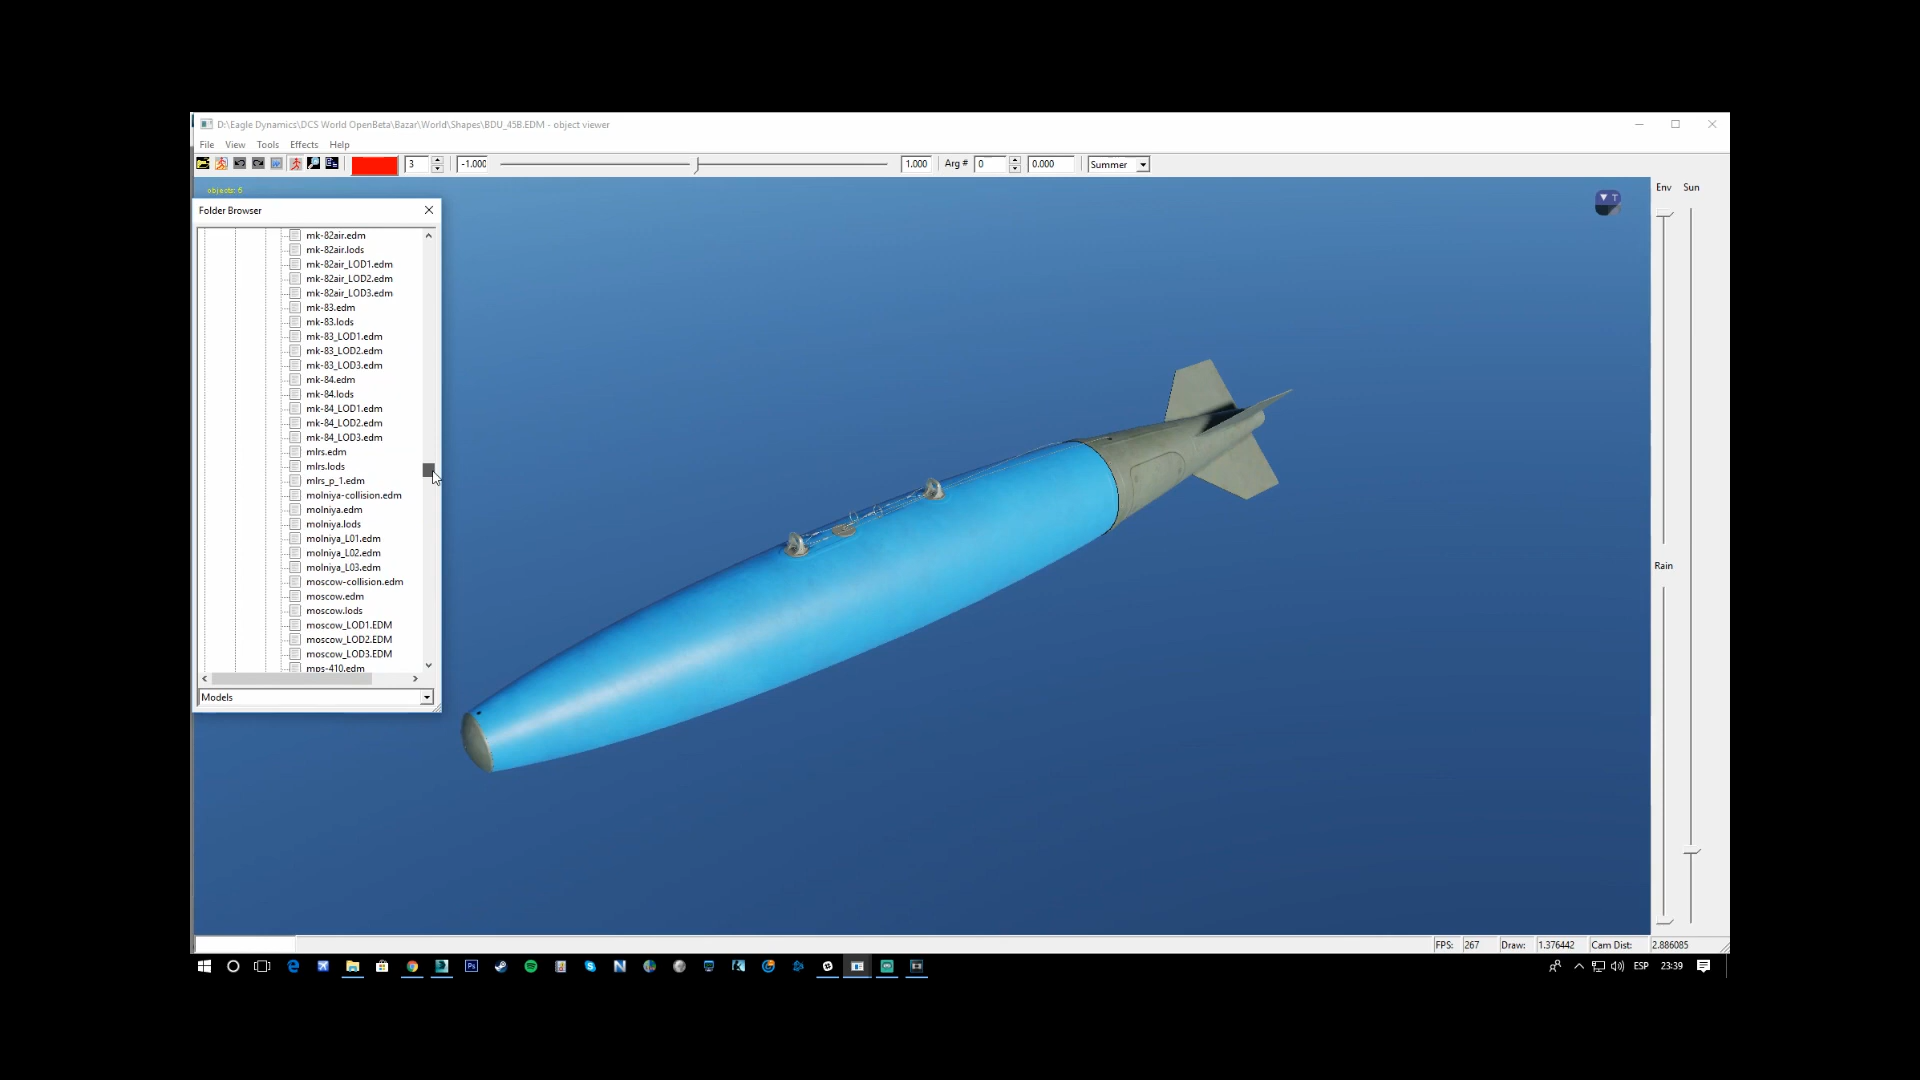 D:\Eagle Dynamics\DCS World OpenBeta\Bazar\World\Shapes\BDU_45B.EDM - object viewer
File View Tools Effects Help
3 -1.000 1.000 Arg # 0 0.000 Summer
objects: 5
T
Env Sun
Folder Browser
mk-82air.edm
mk-82air.lods
mk-82air_LOD1.edm
mk-82air_LOD2.edm
mk-82air_LOD3.edm
mk-83.edm
mk-83.lods
mk-83_LOD1.edm
mk-83_LOD2.edm
mk-83_LOD3.edm
mk-84.edm
mk-84.lods
mk-84_LOD1.edm
mk-84_LOD2.edm
mk-84_LOD3.edm
mlrs.edm
mlrs.lods
mlrs_p_1.edm
molniya-collision.edm
molniya.edm
molniya.lods
molniya_L01.edm
molniya_L02.edm
molniya_L03.edm
moscow-collision.edm
moscow.edm
moscow.lods
moscow_LOD1.EDM
moscow_LOD2.EDM
moscow_LOD3.EDM
mps-410.edm
Models
Rain
FPS: 267 Draw: 1.376442 Cam Dist: 2.886085
Ps
ESP 23:39